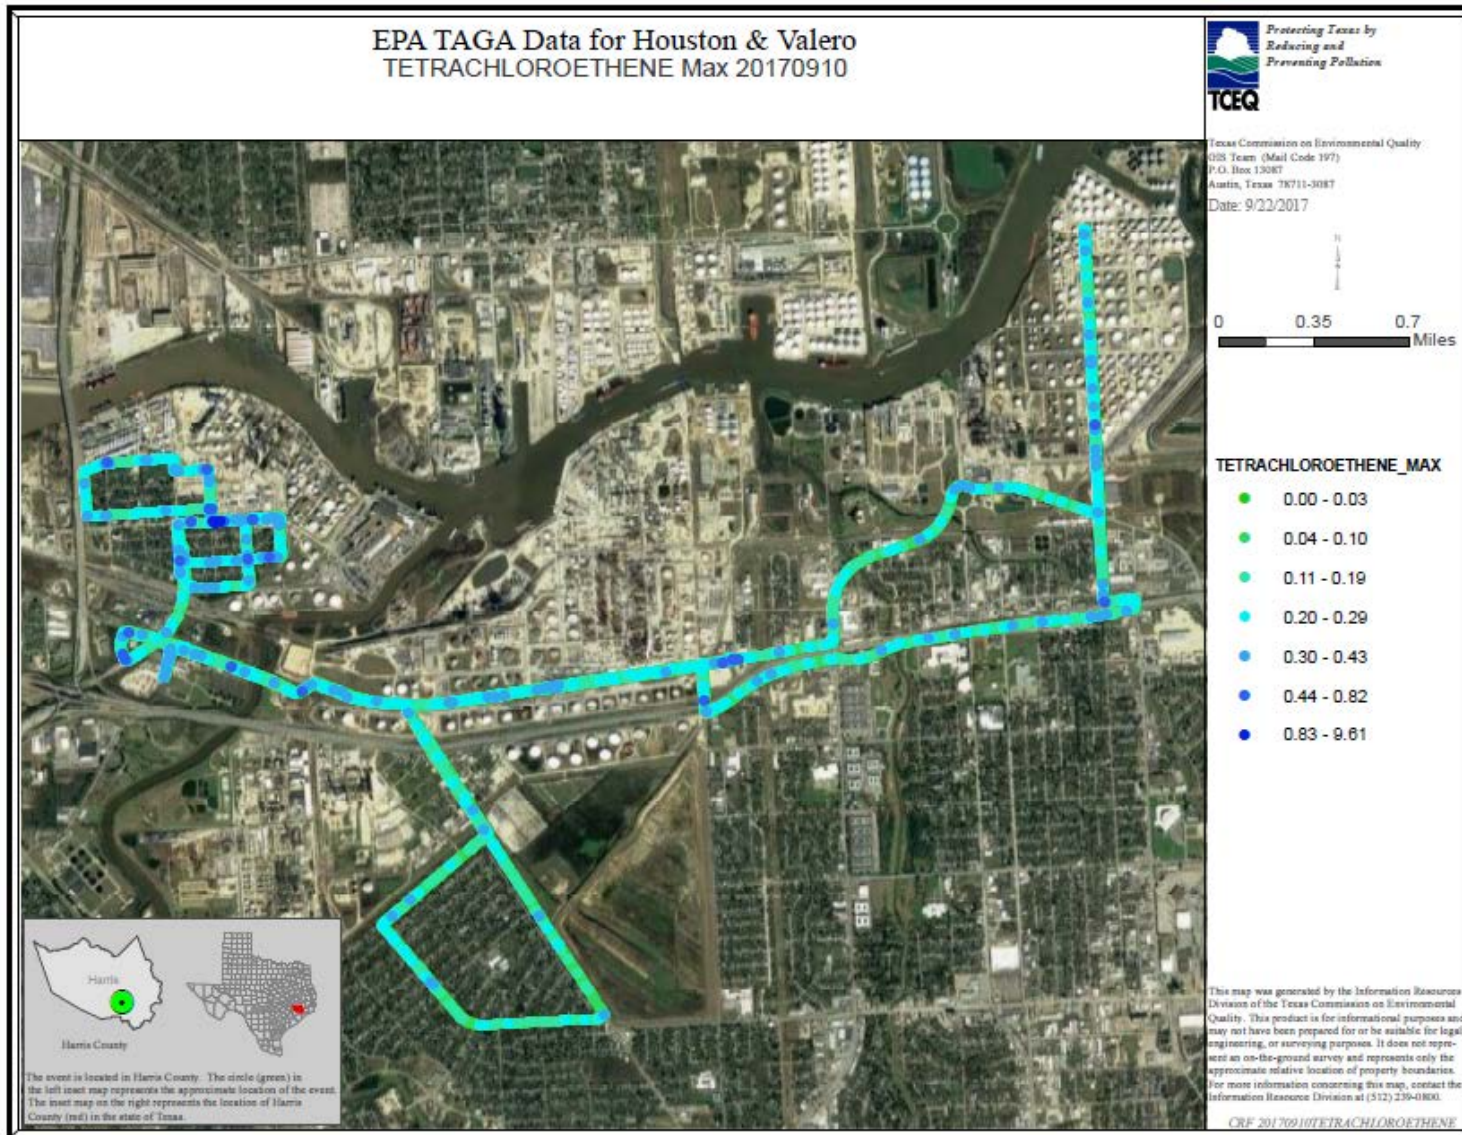 EPA TAGA Data for Houston & Valero
TETRACHLOROETHENE Max 20170910
Protecting Texas by
Reducing and
Preventing Pollution
TCEQ
Texas Commission on Environmental Quality
GIS Team (Mail Code 197)
P.O. Box 13087
Austin, Texas 78711-3087
Date: 9/22/2017
N
0 0.35 0.7
Miles
TETRACHLOROETHENE_MAX
0.00 - 0.03
0.04 - 0.10
0.11 - 0.19
0.20 - 0.29
0.30 - 0.43
0.44 - 0.82
0.83 - 9.61
This map was generated by the Information Resources
Division of the Texas Commission on Environmental
Quality. This product is for informational purposes and
may not have been prepared for or be suitable for legal
engineering, or surveying purposes. It does not repre-
sent an on-the-ground survey and represents only the
approximate relative location of property boundaries.
For more information concerning this map, contact the
Information Resource Division at (512) 239-0800.
CRF 20170910TETRACHLOROETHENE
Harris
Harris County
The event is located in Harris County. The circle (green) in
the left inset map represents the approximate location of the event.
The inset map on the right represents the location of Harris
County (red) in the state of Texas.